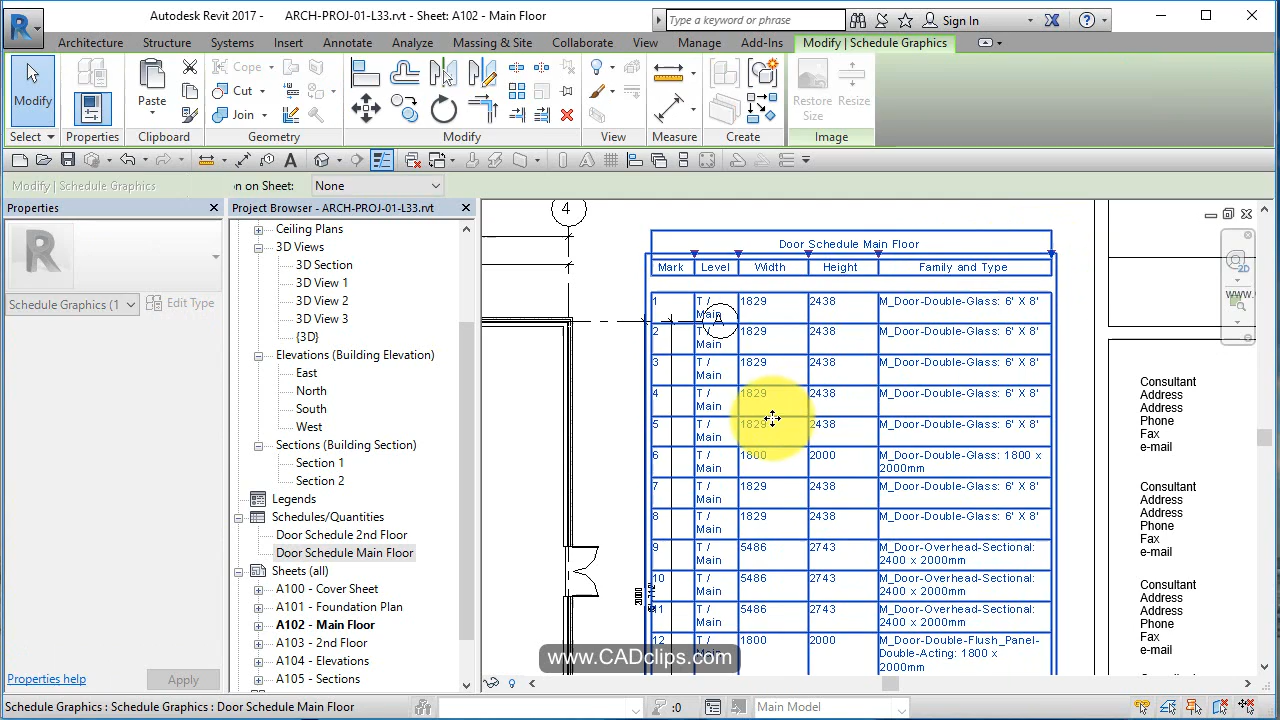 Autodesk Revit 2017 - ARCH-PROJ-01-L33.rvt - Sheet: A102 - Main Floor
Type a keyword or phrase
Sign In
Architecture Structure Systems Insert Annotate Analyze Massing & Site Collaborate View Manage Add-Ins Modify | Schedule Graphics
Modify
Paste
Cope
Cut
Join
Restore Size
Resize
Select Properties Clipboard Geometry Modify View Measure Create Image
Modify | Schedule Graphics
on on Sheet: None
Properties
Project Browser - ARCH-PROJ-01-L33.rvt
Schedule Graphics (1
Edit Type
Ceiling Plans
3D Views
3D Section
3D View 1
3D View 2
3D View 3
{3D}
Elevations (Building Elevation)
East
North
South
West
Sections (Building Section)
Section 1
Section 2
Legends
Schedules/Quantities
Door Schedule 2nd Floor
Door Schedule Main Floor
Sheets (all)
A101 - Foundation Plan
A100 - Cover Sheet
A102 - Main Floor
A103 - 2nd Floor
A104 - Elevations
A105 - Sections
Properties help
Apply
4
A
Door Schedule Main Floor
Mark Level Width Height Family and Type
1 T / Main 1829 2438 M_Door-Double-Glass: 6' X 8'
2 T / Main 1829 2438 M_Door-Double-Glass: 6' X 8'
3 T / Main 1829 2438 M_Door-Double-Glass: 6' X 8'
4 T / Main 1829 2438 M_Door-Double-Glass: 6' X 8'
5 T / Main 1829 2438 M_Door-Double-Glass: 6' X 8'
6 T / Main 1800 2000 M_Door-Double-Glass: 1800 x 2000mm
7 T / Main 1829 2438 M_Door-Double-Glass: 6' X 8'
8 T / Main 1829 2438 M_Door-Double-Glass: 6' X 8'
9 T / Main 5486 2743 M_Door-Overhead-Sectional: 2400 x 2000mm
10 T / Main 5486 2743 M_Door-Overhead-Sectional: 2400 x 2000mm
11 T / Main 5486 2743 M_Door-Overhead-Sectional: 2400 x 2000mm
12 T / Main 1800 2000 M_Door-Double-Flush_Panel-Double-Acting: 1800 x 2000mm
20000
2D
www.
Consultant
Address
Address
Phone
Fax
e-mail
Consultant
Address
Address
Phone
Fax
e-mail
Consultant
Address
Address
Phone
Fax
e-mail
www.CADclips.com
Schedule Graphics : Schedule Graphics : Door Schedule Main Floor
:0
Main Model